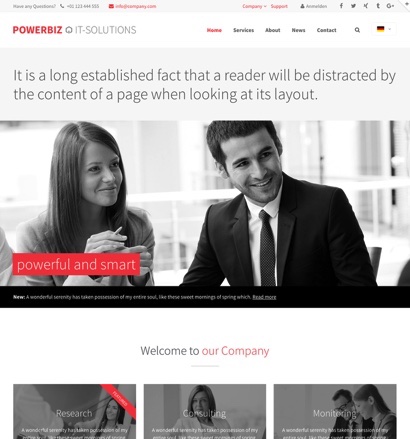 Have any Questions? +01 123 444 555 info@company.com Company Support Anmelden
POWERBIZ IT-SOLUTIONS Home Services About News Contact
It is a long established fact that a reader will be distracted by
the content of a page when looking at its layout.
powerful and smart
New: A wonderful serenity has taken possession of my entire soul, like these sweet mornings of spring which. Read more
Welcome to our Company
Research Consulting Monitoring
A wonderful serenity has taken possession of my A wonderful serenity has taken possession of my A wonderful serenity has taken possession of my
entire soul, like these sweet mornings of spring entire soul, like these sweet mornings of spring entire soul, like these sweet mornings of spring